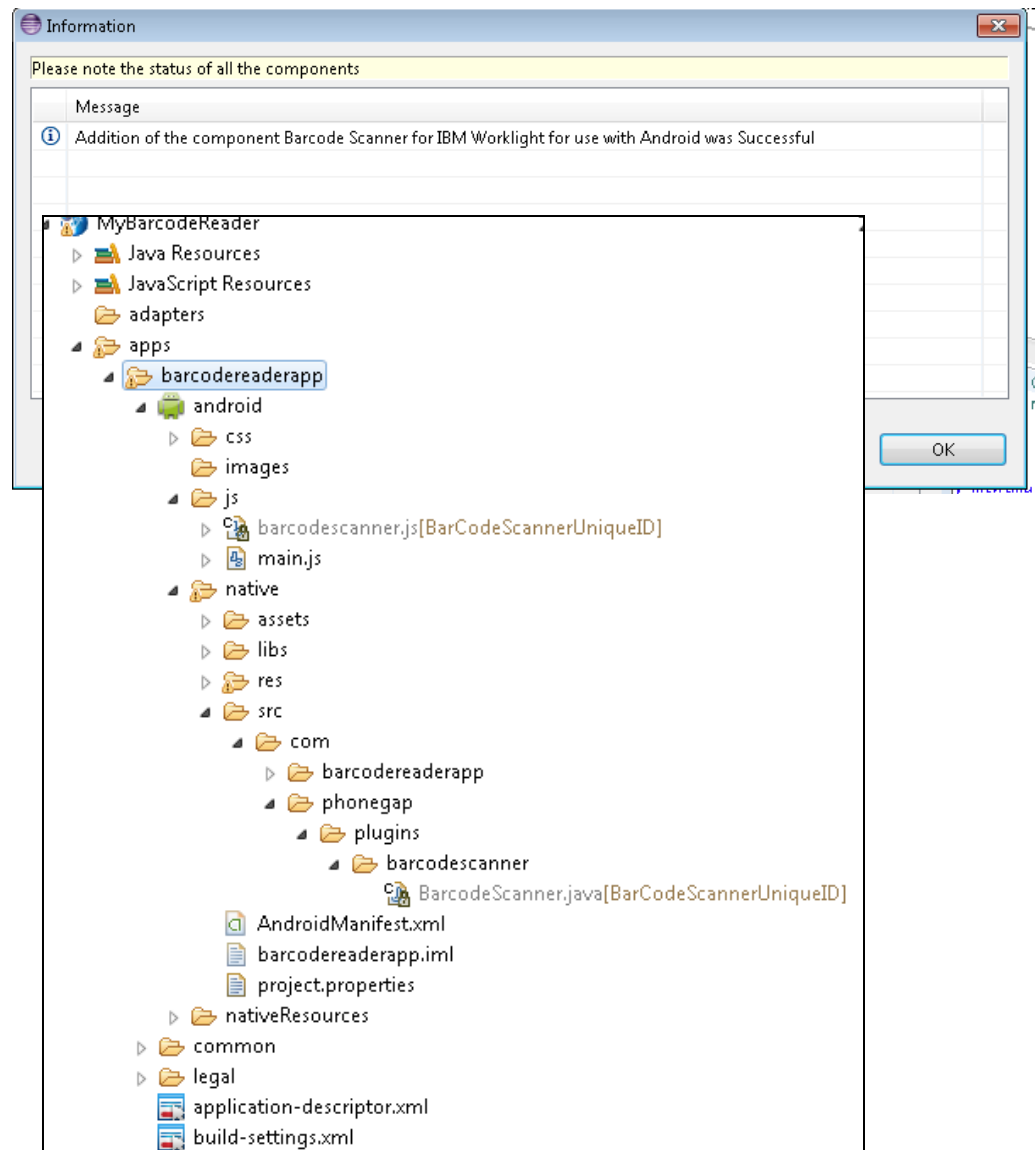 Information
Please note the status of all the components
Message
Addition of the component Barcode Scanner for IBM Worklight for use with Android was Successful
MyBarcodeReader
Java Resources
JavaScript Resources
adapters
apps
barcodereaderapp
android
css
images
js
barcodescanner.js[BarCodeScannerUniqueID]
main.js
native
assets
libs
res
src
com
barcodereaderapp
phonegap
plugins
barcodescanner
BarcodeScanner.java[BarCodeScannerUniqueID]
AndroidManifest.xml
barcodereaderapp.iml
project.properties
nativeResources
common
legal
application-descriptor.xml
build-settings.xml
OK